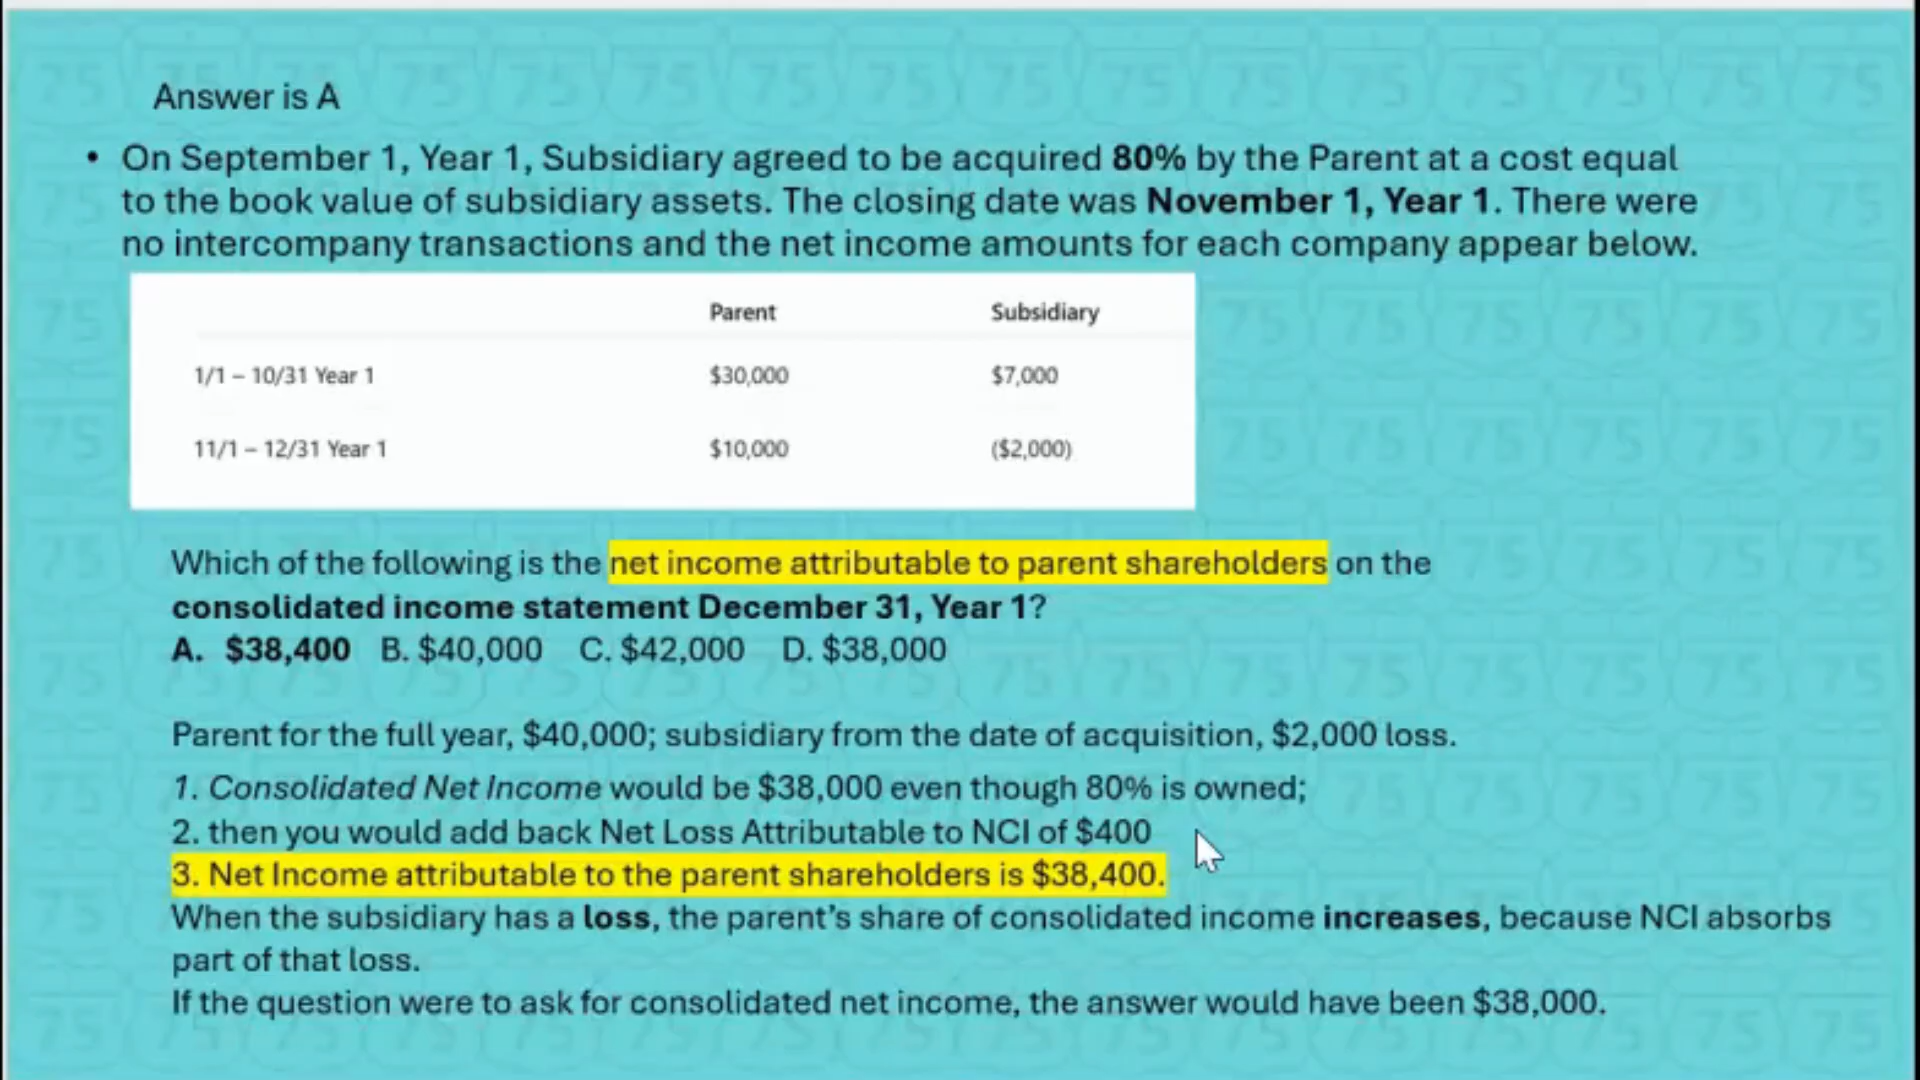 Answer is A
• On September 1, Year 1, Subsidiary agreed to be acquired 80% by the Parent at a cost equal
to the book value of subsidiary assets. The closing date was November 1, Year 1. There were
no intercompany transactions and the net income amounts for each company appear below.
Parent Subsidiary
1/1 – 10/31 Year 1 $30,000 $7,000
11/1 – 12/31 Year 1 $10,000 ($2,000)
Which of the following is the net income attributable to parent shareholders on the
consolidated income statement December 31, Year 1?
A. $38,400 B. $40,000 C. $42,000 D. $38,000
Parent for the full year, $40,000; subsidiary from the date of acquisition, $2,000 loss.
1. Consolidated Net Income would be $38,000 even though 80% is owned;
2. then you would add back Net Loss Attributable to NCI of $400
3. Net Income attributable to the parent shareholders is $38,400.
When the subsidiary has a loss, the parent’s share of consolidated income increases, because NCI absorbs
part of that loss.
If the question were to ask for consolidated net income, the answer would have been $38,000.